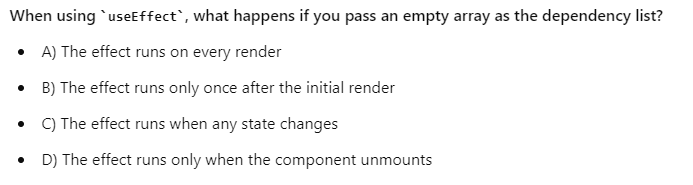 When using `useEffect`, what happens if you pass an empty array as the dependency list?
• A) The effect runs on every render
• B) The effect runs only once after the initial render
• C) The effect runs when any state changes
• D) The effect runs only when the component unmounts